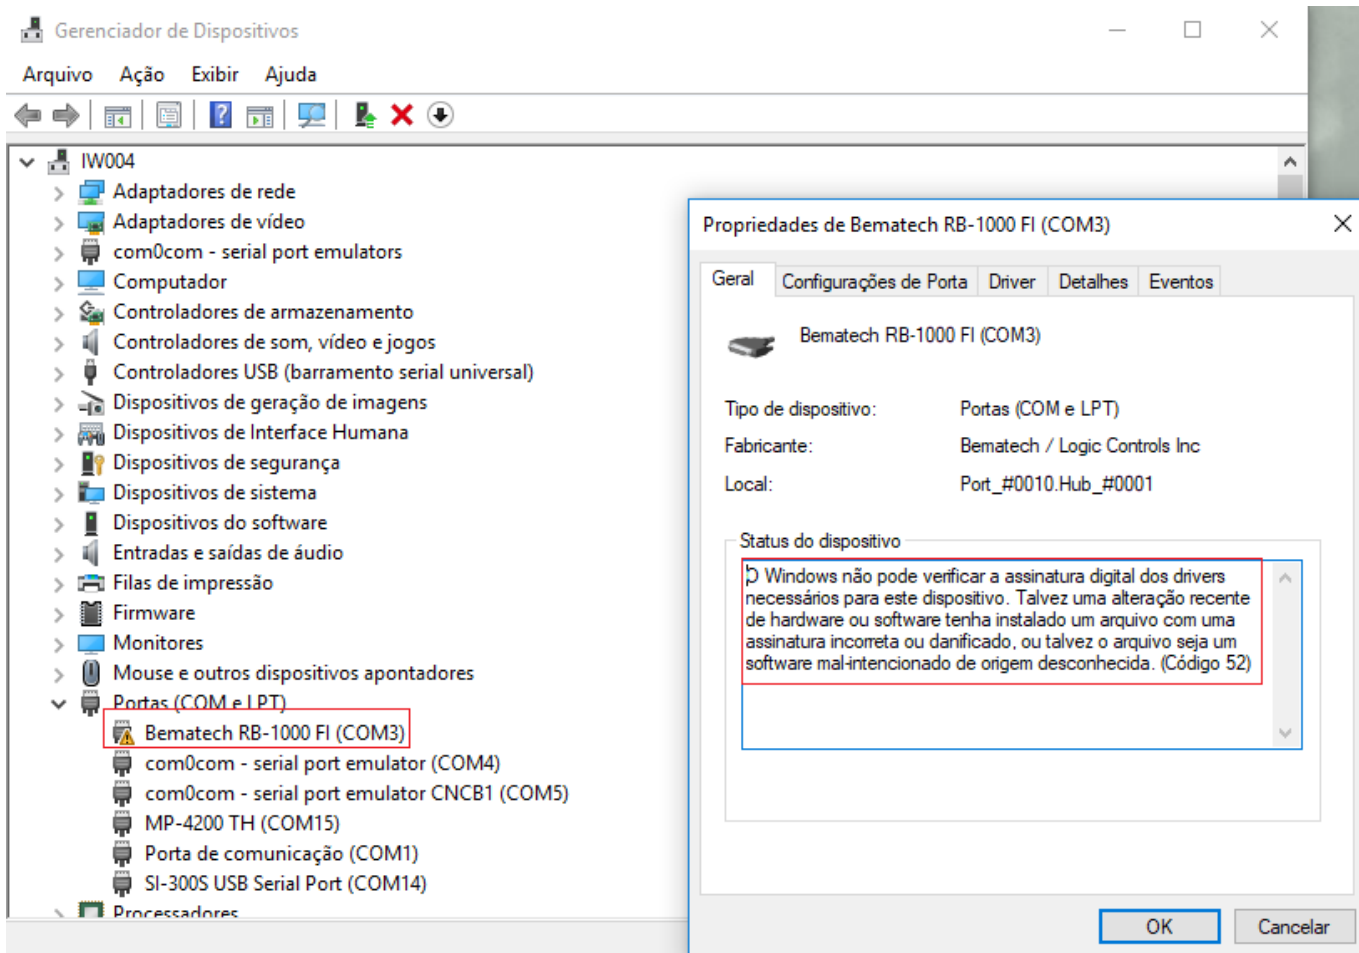 Gerenciador de Dispositivos
Arquivo Ação Exibir Ajuda
IW004
Adaptadores de rede
Adaptadores de vídeo
com0com - serial port emulators
Computador
Controladores de armazenamento
Controladores de som, vídeo e jogos
Controladores USB (barramento serial universal)
Dispositivos de geração de imagens
Dispositivos de Interface Humana
Dispositivos de segurança
Dispositivos de sistema
Dispositivos do software
Entradas e saídas de áudio
Filas de impressão
Firmware
Monitores
Mouse e outros dispositivos apontadores
Portas (COM e LPT)
Bematech RB-1000 FI (COM3)
com0com - serial port emulator (COM4)
com0com - serial port emulator CNCB1 (COM5)
MP-4200 TH (COM15)
Porta de comunicação (COM1)
SI-300S USB Serial Port (COM14)
Processadores
Propriedades de Bematech RB-1000 FI (COM3)
Geral Configurações de Porta Driver Detalhes Eventos
Bematech RB-1000 FI (COM3)
Tipo de dispositivo: Portas (COM e LPT)
Fabricante: Bematech / Logic Controls Inc
Local: Port_#0010.Hub_#0001
Status do dispositivo
O Windows não pode verificar a assinatura digital dos drivers
necessários para este dispositivo. Talvez uma alteração recente
de hardware ou software tenha instalado um arquivo com uma
assinatura incorreta ou danificado, ou talvez o arquivo seja um
software mal-intencionado de origem desconhecida. (Código 52)
OK Cancelar